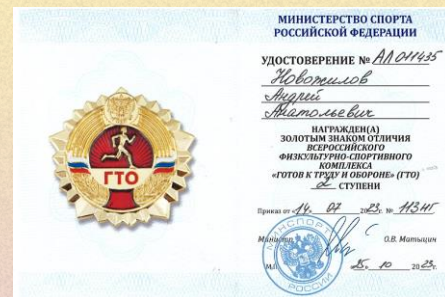 ГТО
МИНИСТЕРСТВО СПОРТА
РОССИЙСКОЙ ФЕДЕРАЦИИ
УДОСТОВЕРЕНИЕ № АЛ 011435
Новожилов
Андрей
Анатольевич
НАГРАЖДЕН(А)
ЗОЛОТЫМ ЗНАКОМ ОТЛИЧИЯ
ВСЕРОССИЙСКОГО
ФИЗКУЛЬТУРНО-СПОРТИВНОГО
КОМПЛЕКСА
«ГОТОВ К ТРУДУ И ОБОРОНЕ» (ГТО)
2 СТУПЕНИ
Приказ от «14» 07 2023г. № 113НГ
Министр О.В. Матыцин
М.П. 25. 10 2023г.
МИНСПОРТ РОССИИ